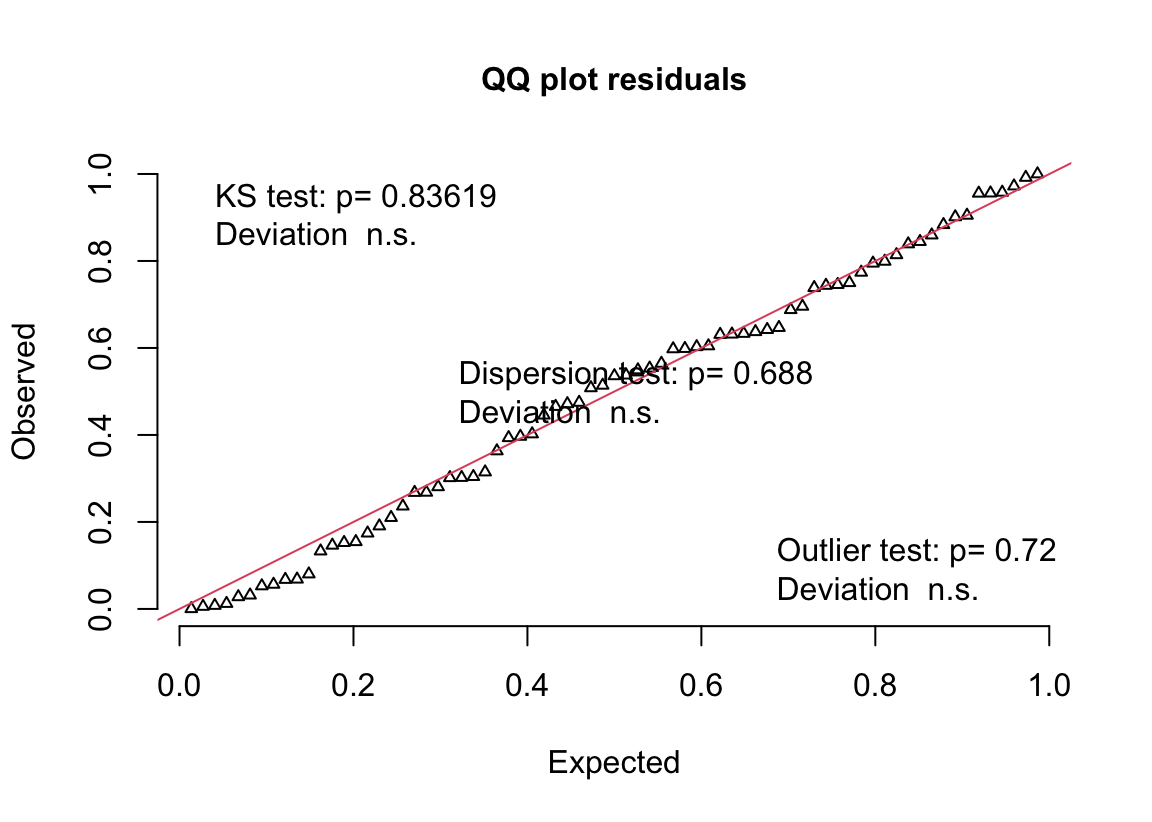 QQ plot residuals
KS test: p= 0.83619
Deviation  n.s.
Dispersion test: p= 0.688
Deviation  n.s.
Outlier test: p= 0.72
Deviation  n.s.
Observed
1.0
0.8
0.6
0.4
0.2
0.0
0.0 0.2 0.4 0.6 0.8 1.0
Expected